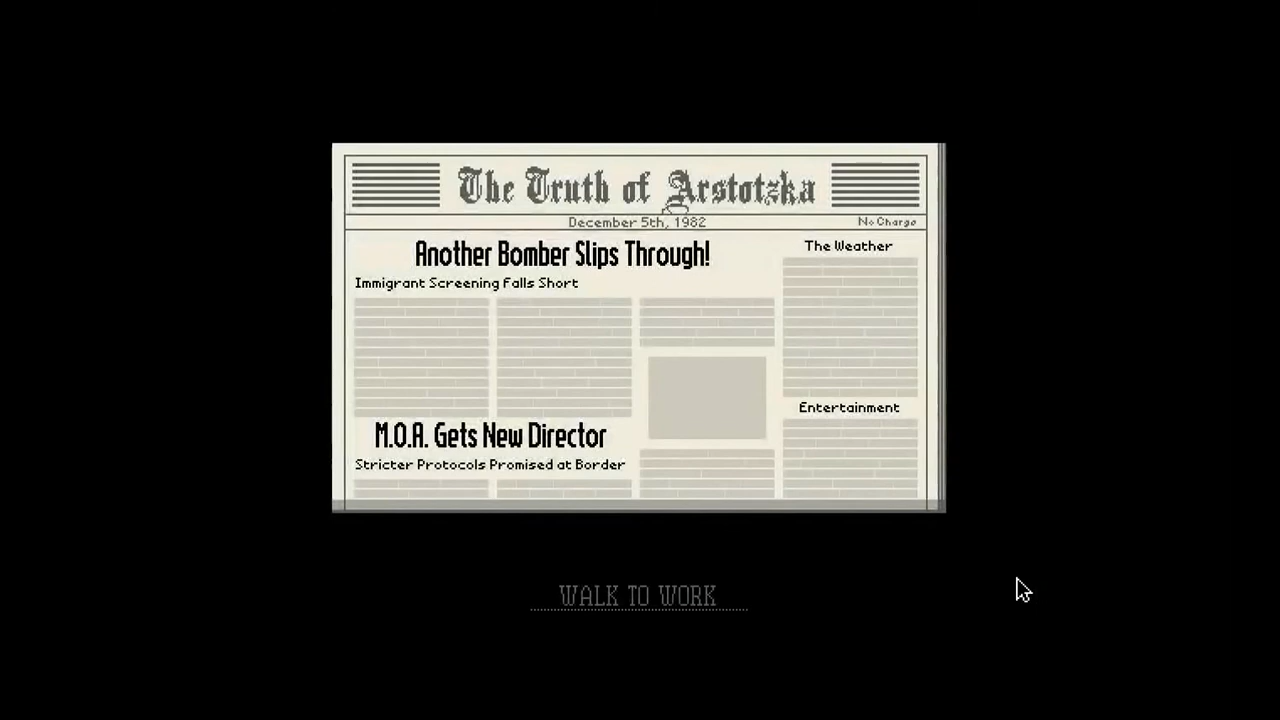 The Truth of Arstotzka
December 5th, 1982
No Charge
Another Bomber Slips Through!
Immigrant Screening Falls Short
M.O.A. Gets New Director
Stricter Protocols Promised at Border
The Weather
Entertainment
WALK TO WORK